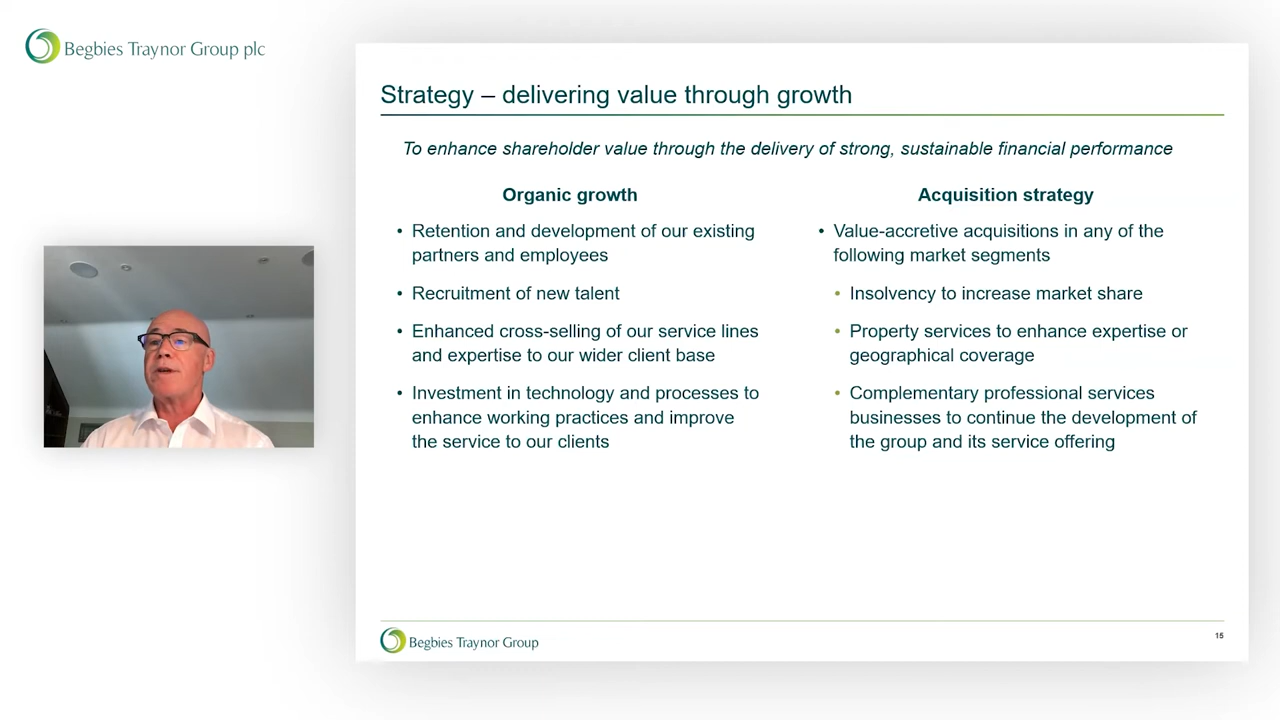 Begbies Traynor Group plc
Strategy – delivering value through growth
To enhance shareholder value through the delivery of strong, sustainable financial performance
Organic growth
• Retention and development of our existing
partners and employees
• Recruitment of new talent
• Enhanced cross-selling of our service lines
and expertise to our wider client base
• Investment in technology and processes to
enhance working practices and improve
the service to our clients
Acquisition strategy
• Value-accretive acquisitions in any of the
following market segments
• Insolvency to increase market share
• Property services to enhance expertise or
geographical coverage
• Complementary professional services
businesses to continue the development of
the group and its service offering
Begbies Traynor Group
15